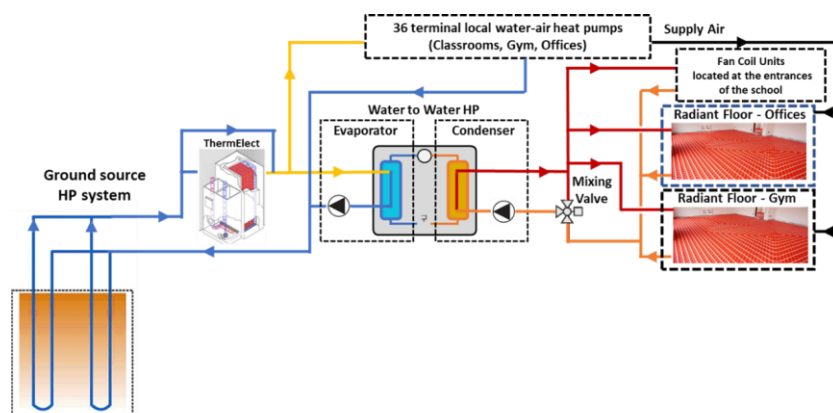 36 terminal local water-air heat pumps
(Classrooms, Gym, Offices)
Supply Air
Fan Coil Units
located at the entrances
of the school
Water to Water HP
ThermElect
Evaporator
Condenser
Radiant Floor - Offices
Ground source
HP system
Mixing
Valve
Radiant Floor - Gym